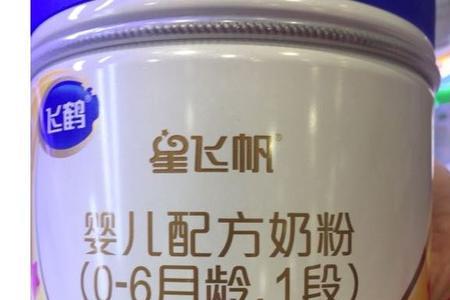 飞鹤
星飞帆®
婴儿配方奶粉
(0-6月龄,1段)